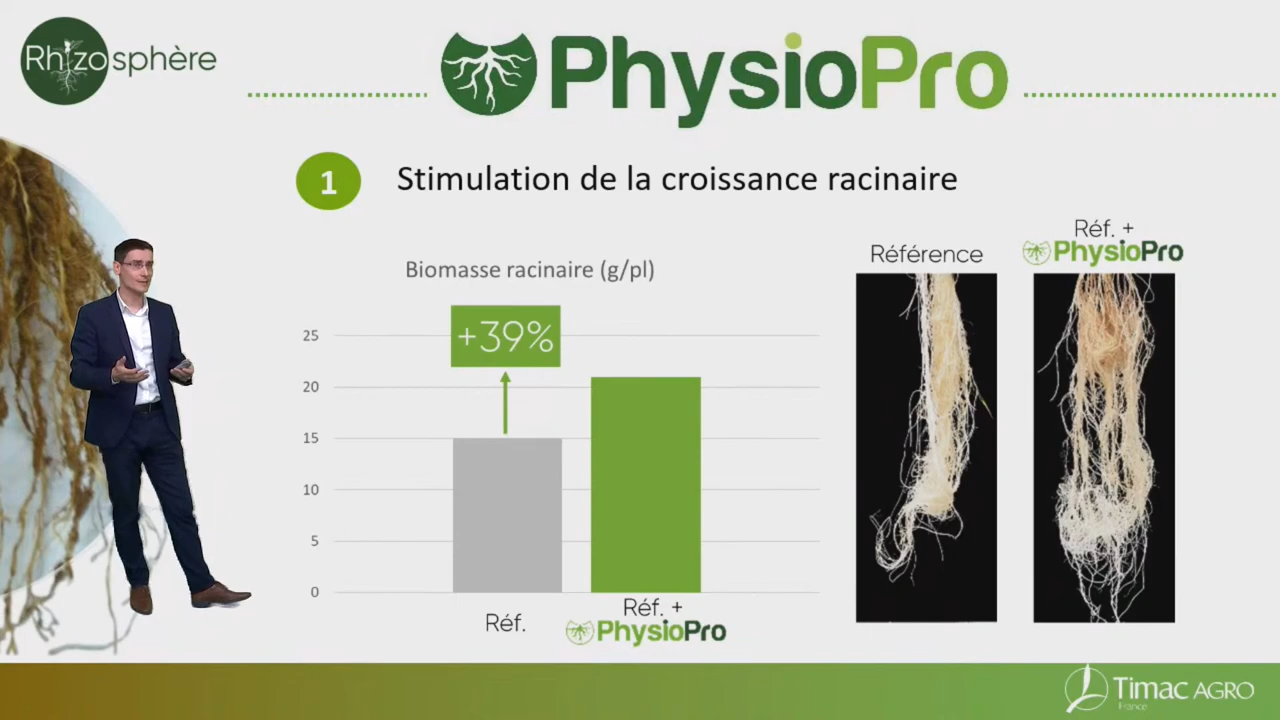 Rhizosphère
PhysioPro
1
Stimulation de la croissance racinaire
Biomasse racinaire (g/pl)
+39%
25
20
15
10
5
0
Réf.
Réf. +
PhysioPro
Référence
Réf. +
PhysioPro
Timac AGRO
France